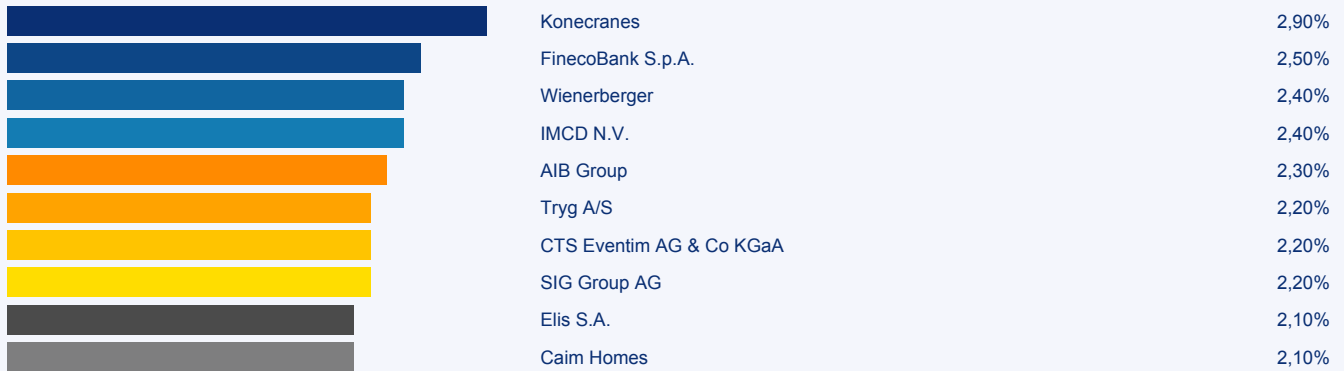 Konecranes 2,90%
FinecoBank S.p.A. 2,50%
Wienerberger 2,40%
IMCD N.V. 2,40%
AIB Group 2,30%
Tryg A/S 2,20%
CTS Eventim AG & Co KGaA 2,20%
SIG Group AG 2,20%
Elis S.A. 2,10%
Caim Homes 2,10%